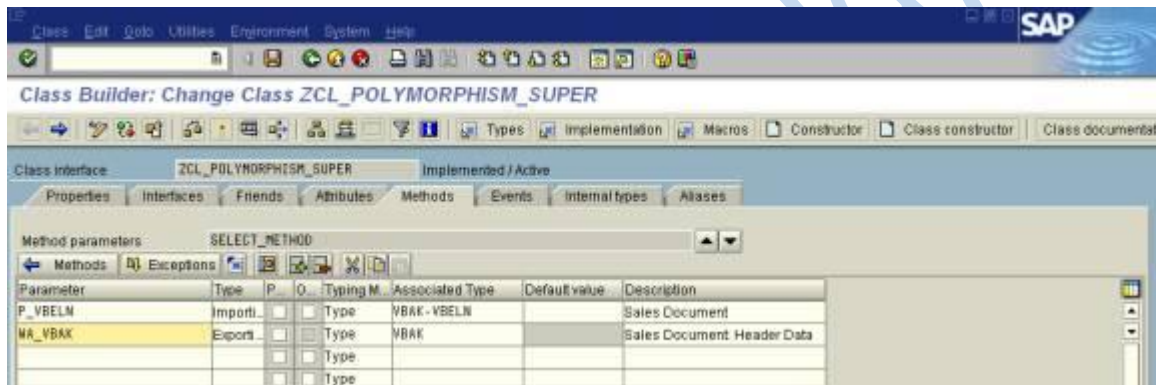 Class Edit Goto Utilities Environment System Help
SAP
Class Builder: Change Class ZCL_POLYMORPHISM_SUPER
Types Implementation Macros Constructor Class constructor Class documentat
Class interface ZCL_POLYMORPHISM_SUPER Implemented / Active
Properties Interfaces Friends Attributes Methods Events Internal types Aliases
Method parameters SELECT_METHOD
Methods Exceptions
Parameter Type P... O... Typing M... Associated Type Default value Description
P_VBELN Importi... Type VBAK-VBELN Sales Document
WA_VBAK Exporti... Type VBAK Sales Document: Header Data
Type
Type